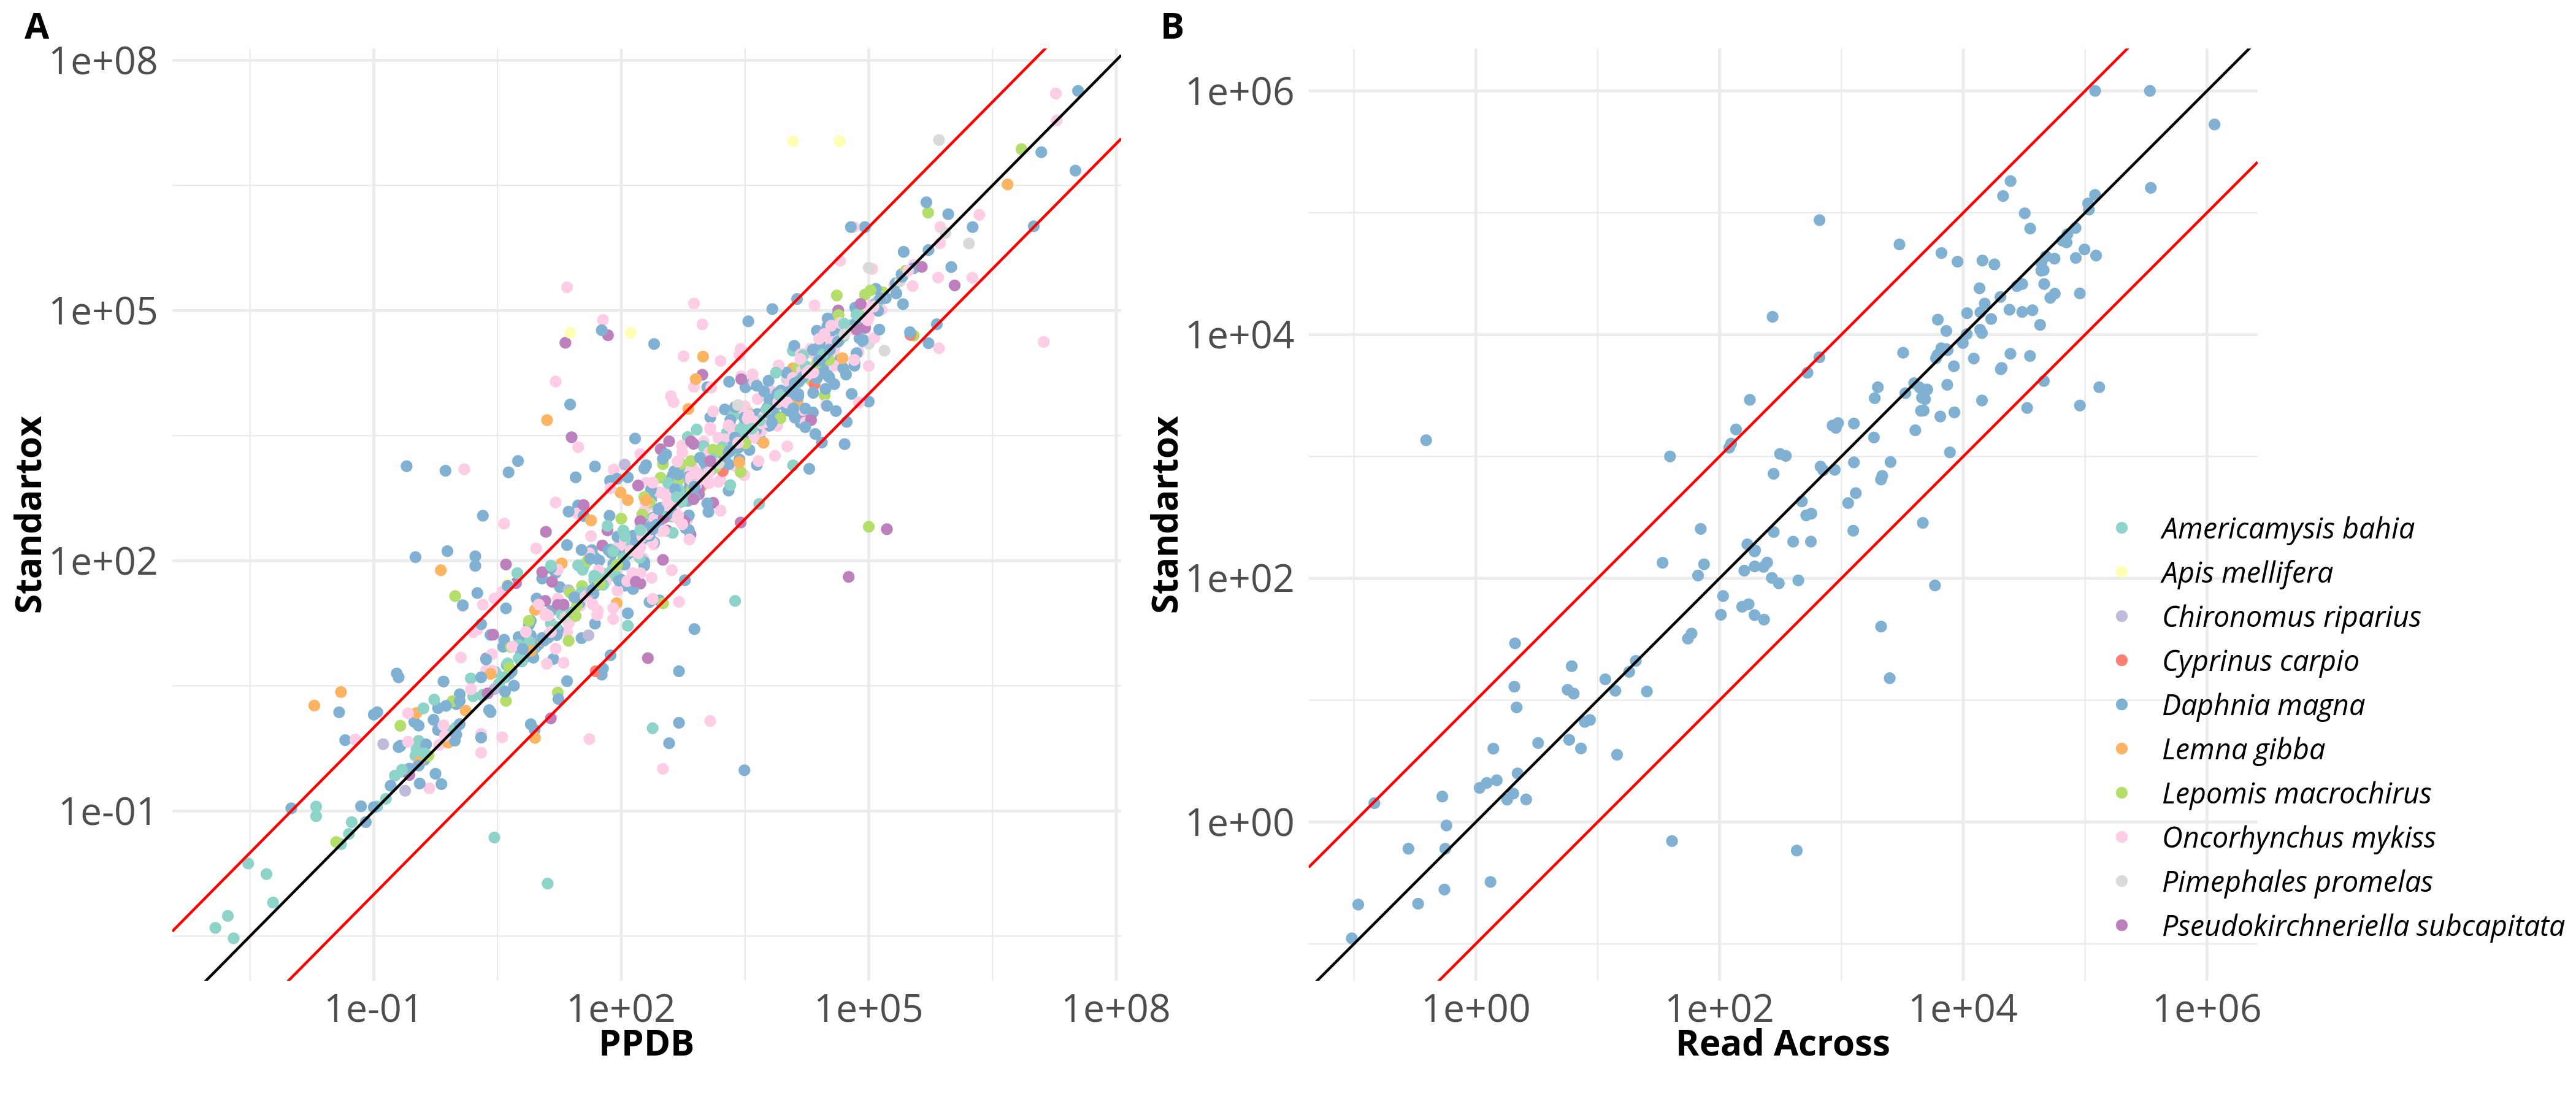 A
1e+08
1e+05
1e+02
1e-01
Standartox
1e-01 1e+02 1e+05 1e+08
PPDB
B
1e+06
1e+04
1e+02
1e+00
Standartox
1e+00 1e+02 1e+04 1e+06
Read Across
Americamysis bahia
Apis mellifera
Chironomus riparius
Cyprinus carpio
Daphnia magna
Lemna gibba
Lepomis macrochirus
Oncorhynchus mykiss
Pimephales promelas
Pseudokirchneriella subcapitata